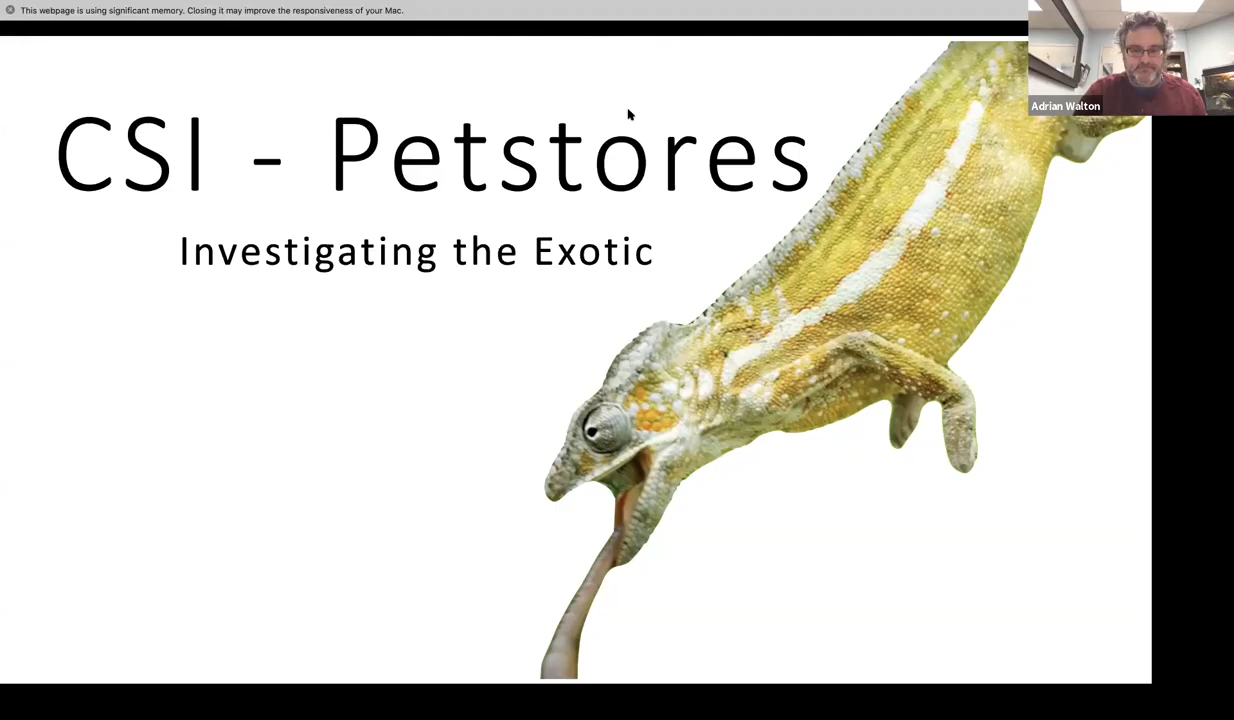 This webpage is using significant memory. Closing it may improve the responsiveness of your Mac.
Adrian Walton
CSI - Petstores
Investigating the Exotic